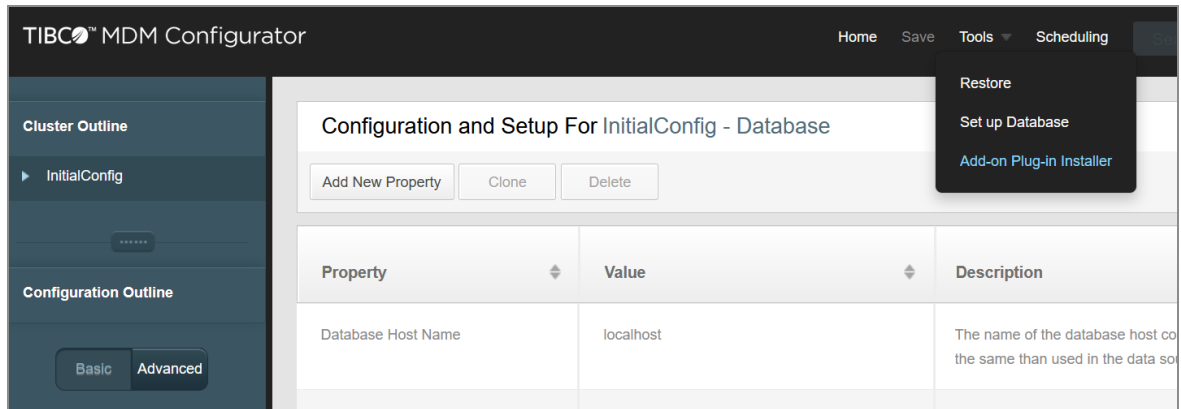 TIBCO™ MDM Configurator
Home Save Tools Scheduling
Restore
Set up Database
Add-on Plug-in Installer
Cluster Outline
InitialConfig
Configuration Outline
Basic Advanced
Configuration and Setup For InitialConfig - Database
Add New Property Clone Delete
Property Value Description
Database Host Name localhost The name of the database host co
the same than used in the data sou